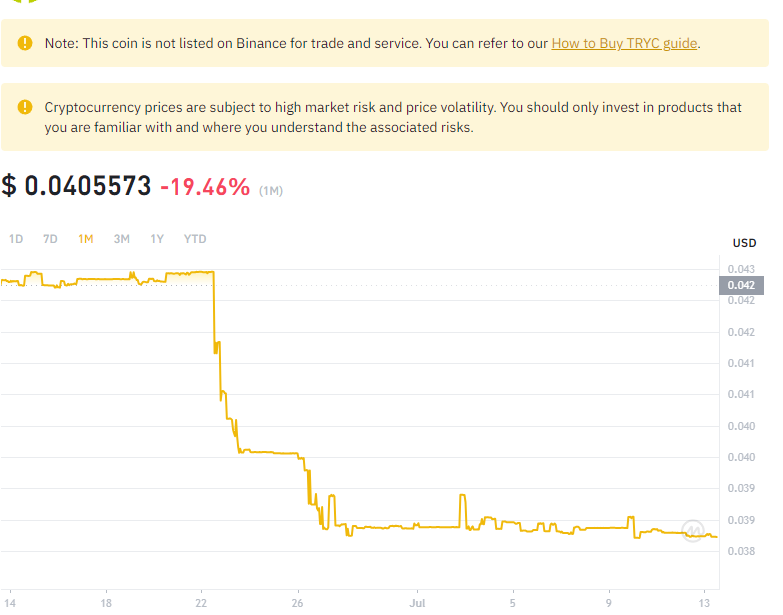 Note: This coin is not listed on Binance for trade and service. You can refer to our How to Buy TRYC guide.
Cryptocurrency prices are subject to high market risk and price volatility. You should only invest in products that
you are familiar with and where you understand the associated risks.
$ 0.0405573 -19.46% (1M)
1D 7D 1M 3M 1Y YTD
USD
0.043
0.042
0.042
0.042
0.041
0.041
0.040
0.040
0.039
0.039
0.038
14 18 22 26 Jul 5 9 13